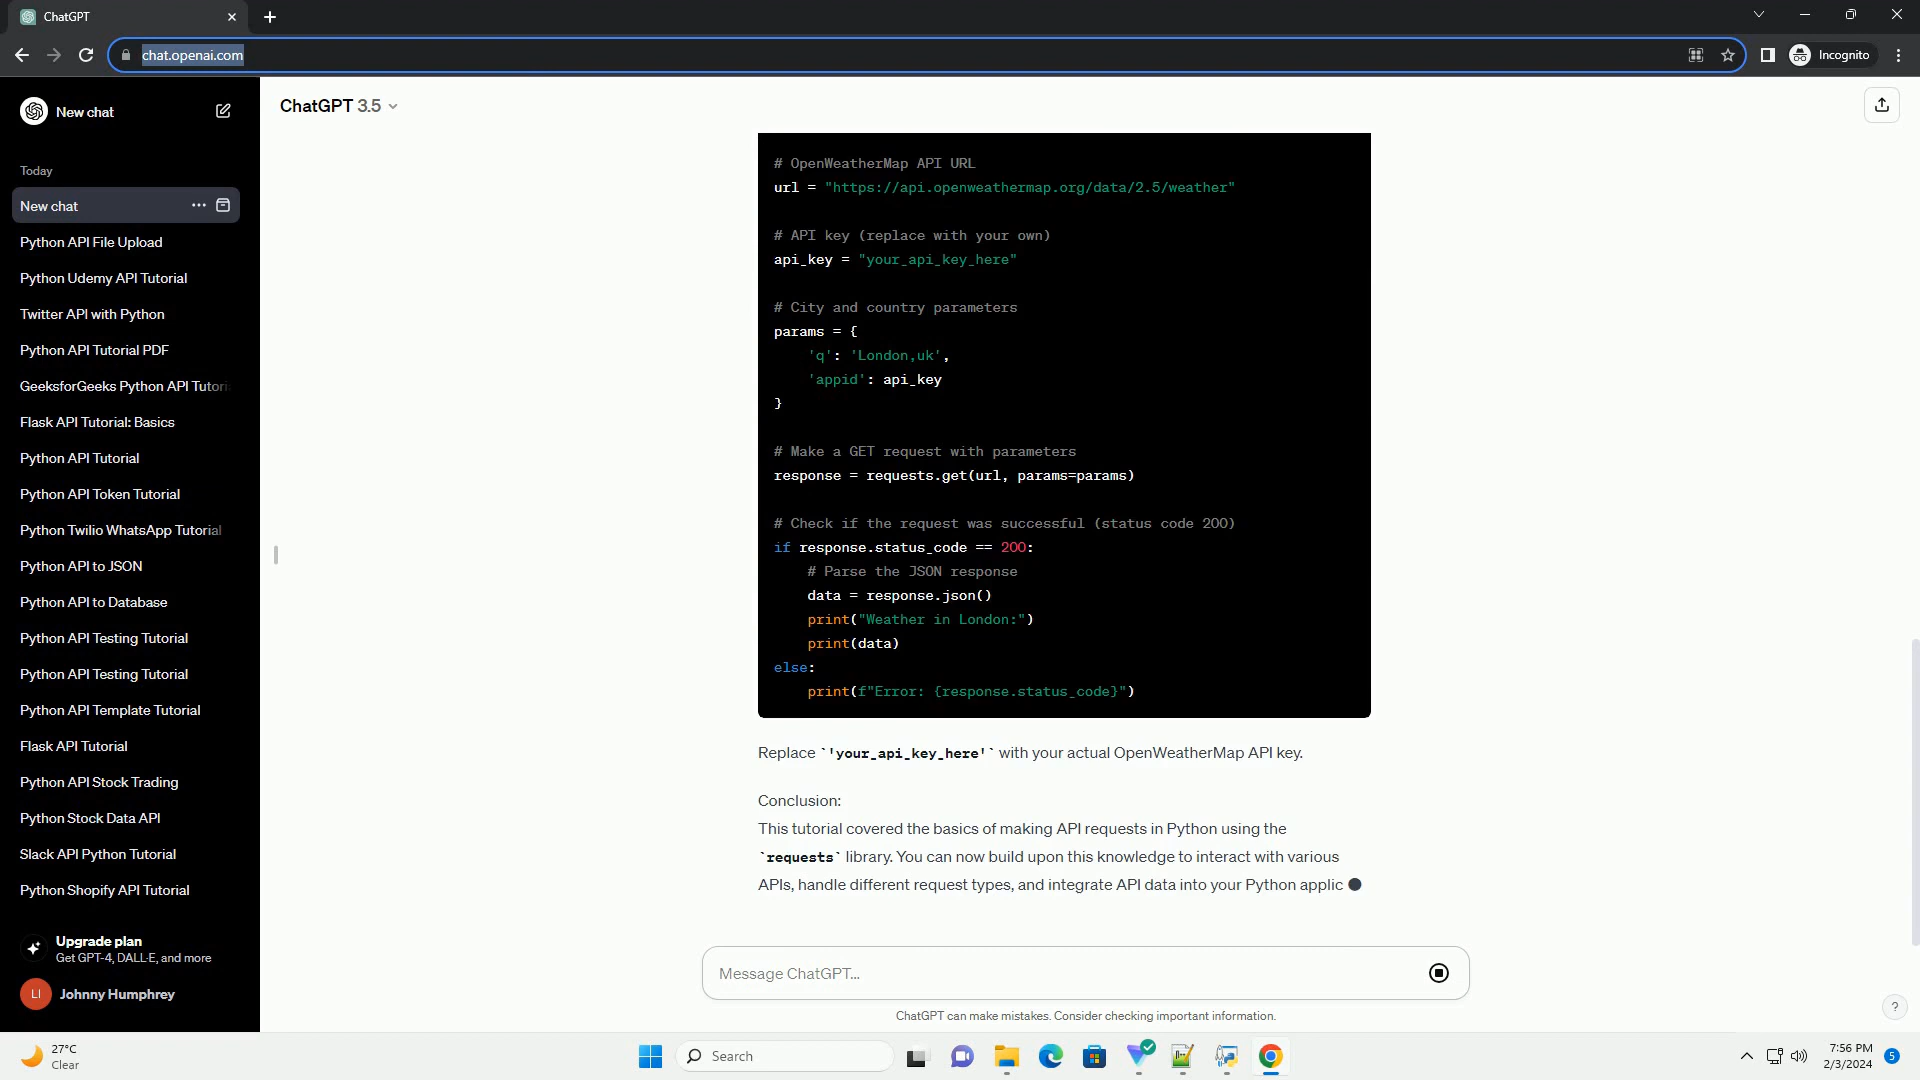 ChatGPT
chat.openai.com
Incognito
New chat
ChatGPT 3.5
Today
New chat
Python API File Upload
Python Udemy API Tutorial
Twitter API with Python
Python API Tutorial PDF
GeeksforGeeks Python API Tutori
Flask API Tutorial: Basics
Python API Tutorial
Python API Token Tutorial
Python Twilio WhatsApp Tutorial
Python API to JSON
Python API to Database
Python API Testing Tutorial
Python API Testing Tutorial
Python API Template Tutorial
Flask API Tutorial
Python API Stock Trading
Python Stock Data API
Slack API Python Tutorial
Python Shopify API Tutorial
Upgrade plan
Get GPT-4, DALL·E, and more
LI
Johnny Humphrey
# OpenWeatherMap API URL
url = "https://api.openweathermap.org/data/2.5/weather"
# API key (replace with your own)
api_key = "your_api_key_here"
# City and country parameters
params = {
    'q': 'London,uk',
    'appid': api_key
}
# Make a GET request with parameters
response = requests.get(url, params=params)
# Check if the request was successful (status code 200)
if response.status_code == 200:
    # Parse the JSON response
    data = response.json()
    print("Weather in London:")
    print(data)
else:
    print(f"Error: {response.status_code}")
Replace `'your_api_key_here'` with your actual OpenWeatherMap API key.
Conclusion:
This tutorial covered the basics of making API requests in Python using the
`requests` library. You can now build upon this knowledge to interact with various
APIs, handle different request types, and integrate API data into your Python applic
Message ChatGPT...
ChatGPT can make mistakes. Consider checking important information.
?
27°C
Clear
Search
7:56 PM
2/3/2024
5